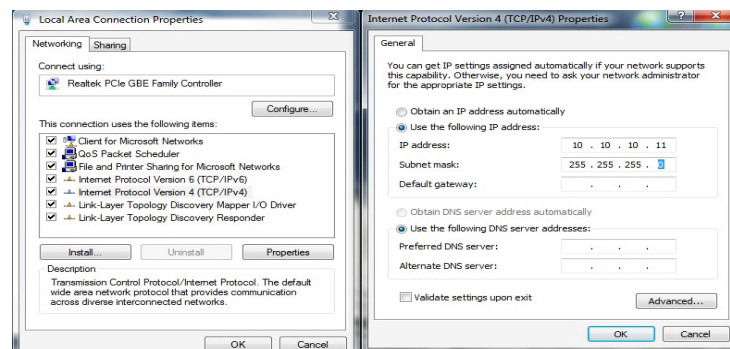 Local Area Connection Properties
Networking
Sharing
Connect using:
Realtek PCIe GBE Family Controller
Configure...
This connection uses the following items:
Client for Microsoft Networks
QoS Packet Scheduler
File and Printer Sharing for Microsoft Networks
Internet Protocol Version 6 (TCP/IPv6)
Internet Protocol Version 4 (TCP/IPv4)
Link-Layer Topology Discovery Mapper I/O Driver
Link-Layer Topology Discovery Responder
Install...
Uninstall
Properties
Description
Transmission Control Protocol/Internet Protocol. The default
wide area network protocol that provides communication
across diverse interconnected networks.
OK
Cancel
Internet Protocol Version 4 (TCP/IPv4) Properties
General
You can get IP settings assigned automatically if your network supports
this capability. Otherwise, you need to ask your network administrator
for the appropriate IP settings.
Obtain an IP address automatically
Use the following IP address:
IP address: 10 . 10 . 10 . 11
Subnet mask: 255 . 255 . 255 . 0
Default gateway: . . .
Obtain DNS server address automatically
Use the following DNS server addresses:
Preferred DNS server: . . .
Alternate DNS server: . . .
Validate settings upon exit
Advanced...
OK
Cancel